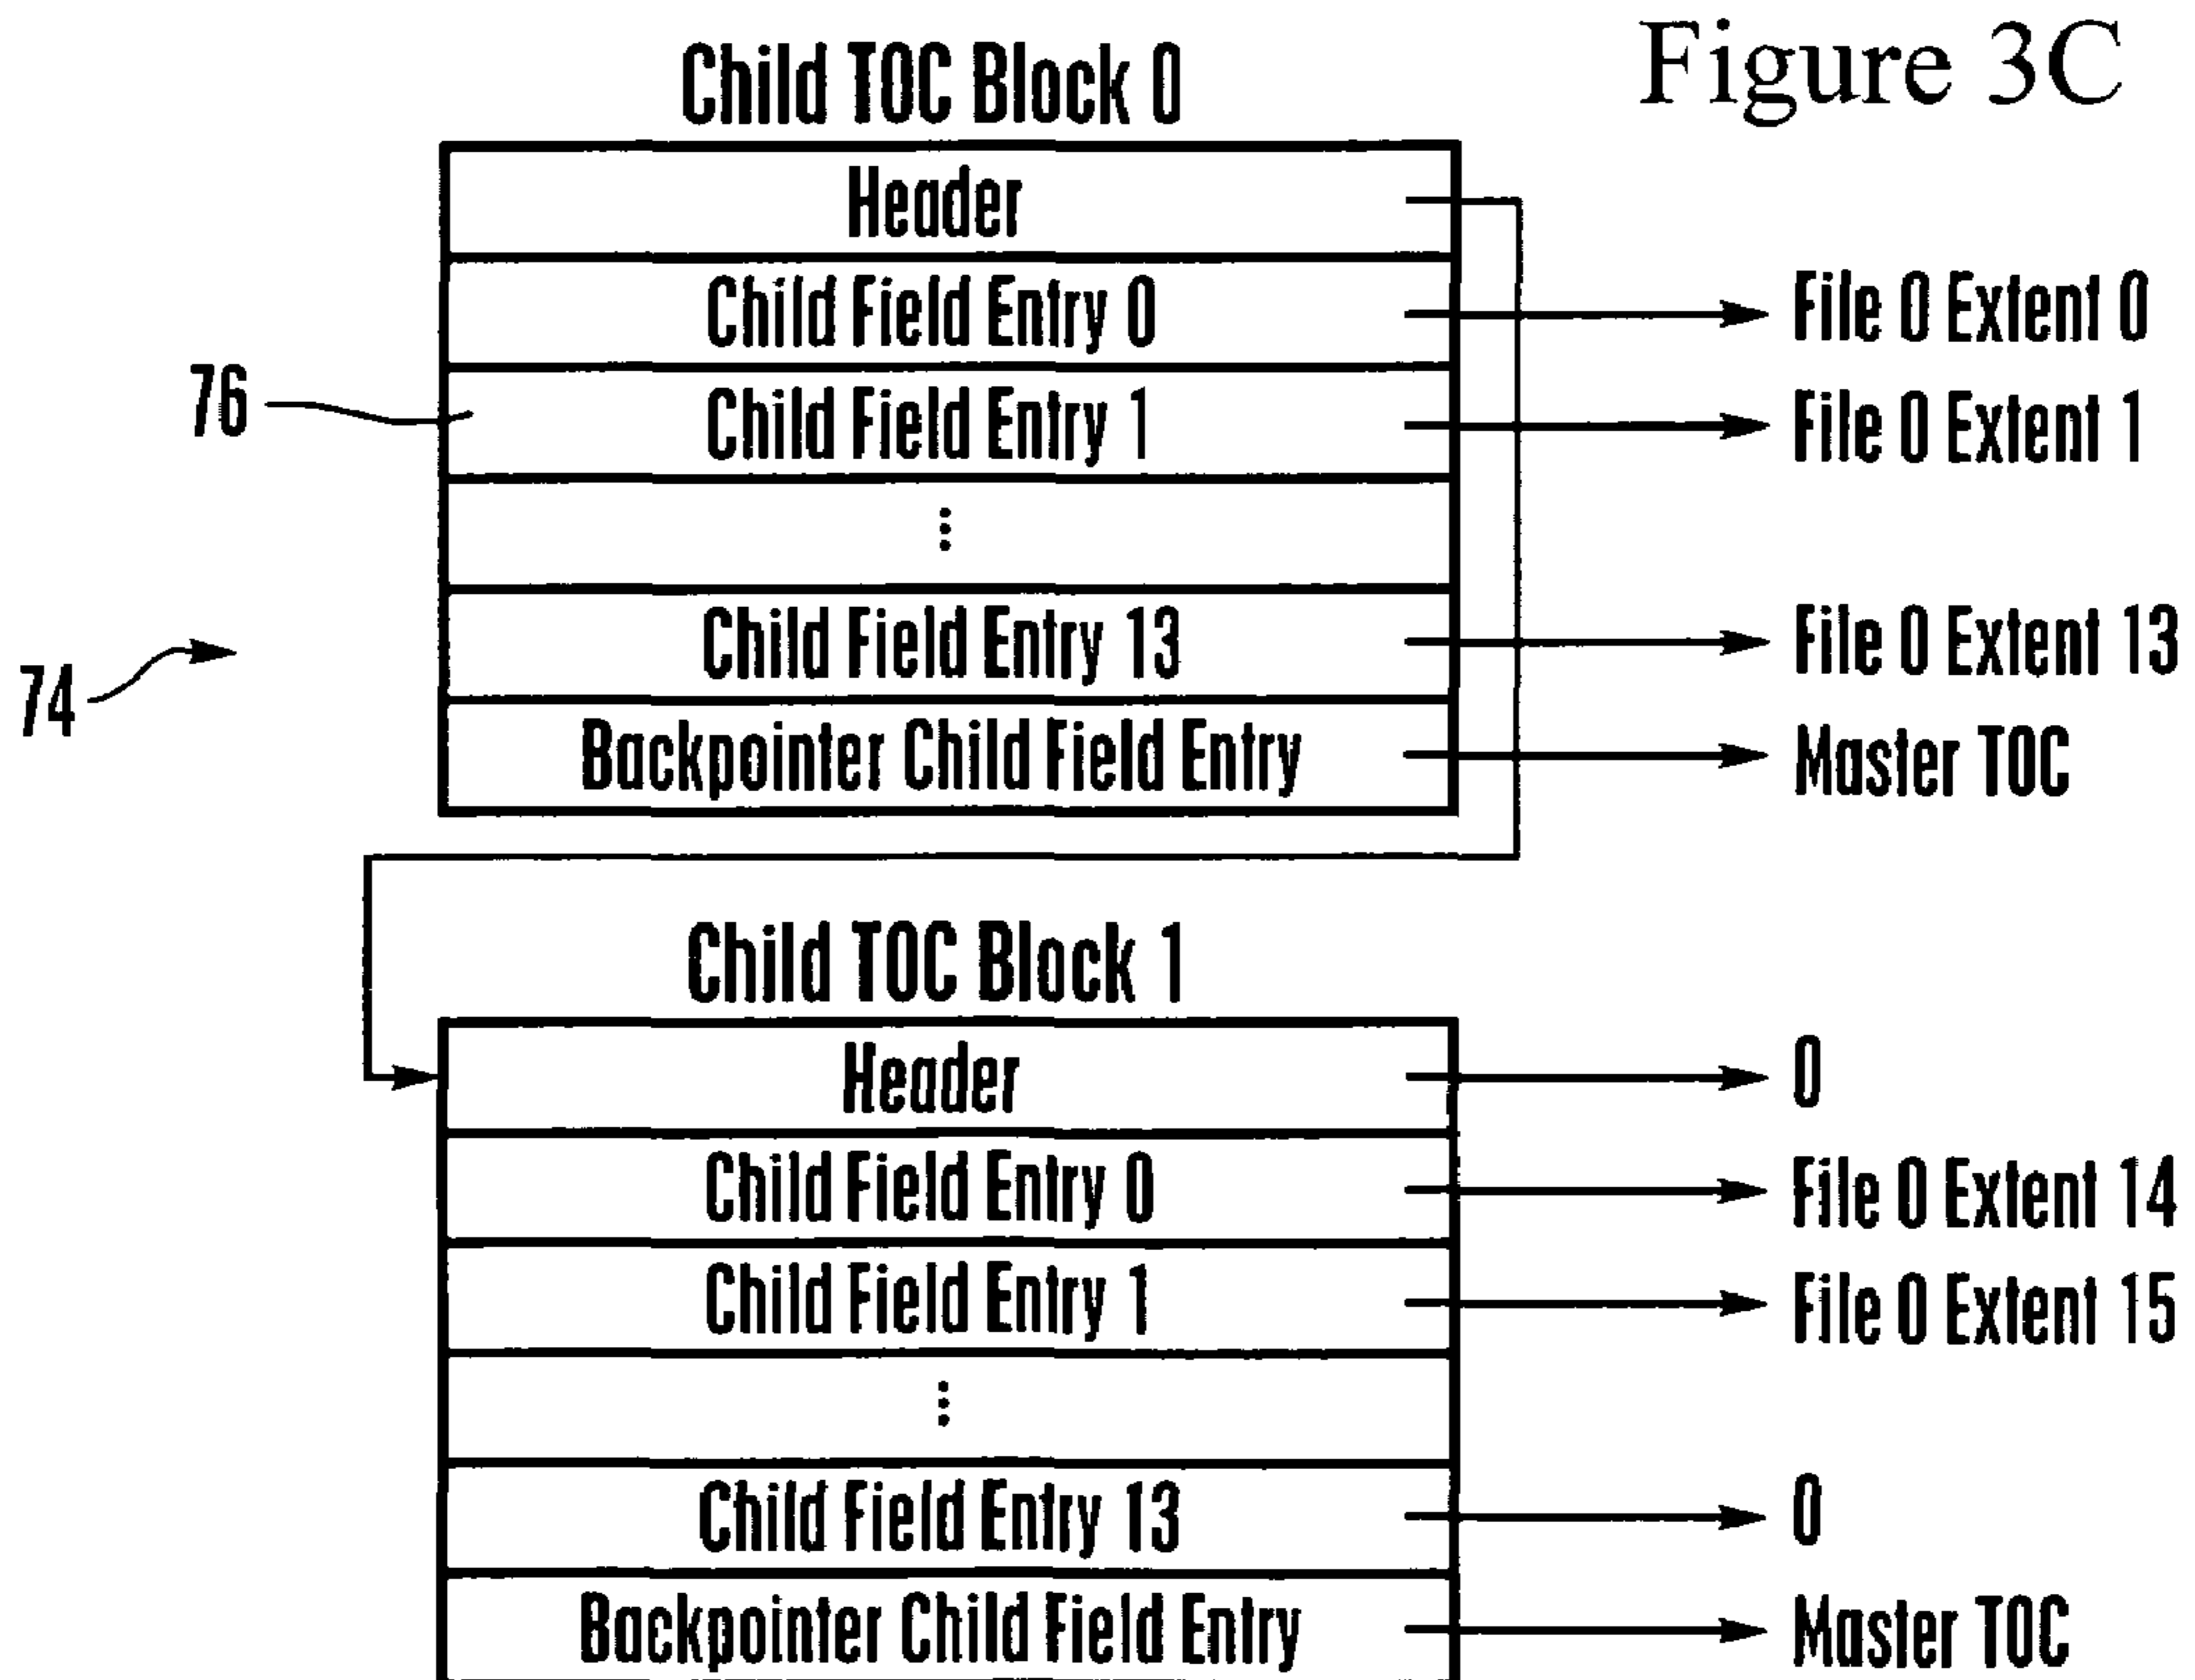 Figure 3C
Child TOC Block 0
Header
Child Field Entry 0
File 0 Extent 0
76
Child Field Entry 1
File 0 Extent 1
Child Field Entry 13
File 0 Extent 13
74
Backpointer Child Field Entry
Master TOC
Child TOC Block 1
Header
0
Child Field Entry 0
File 0 Extent 14
Child Field Entry 1
File 0 Extent 15
Child Field Entry 13
0
Backpointer Child Field Entry
Master TOC